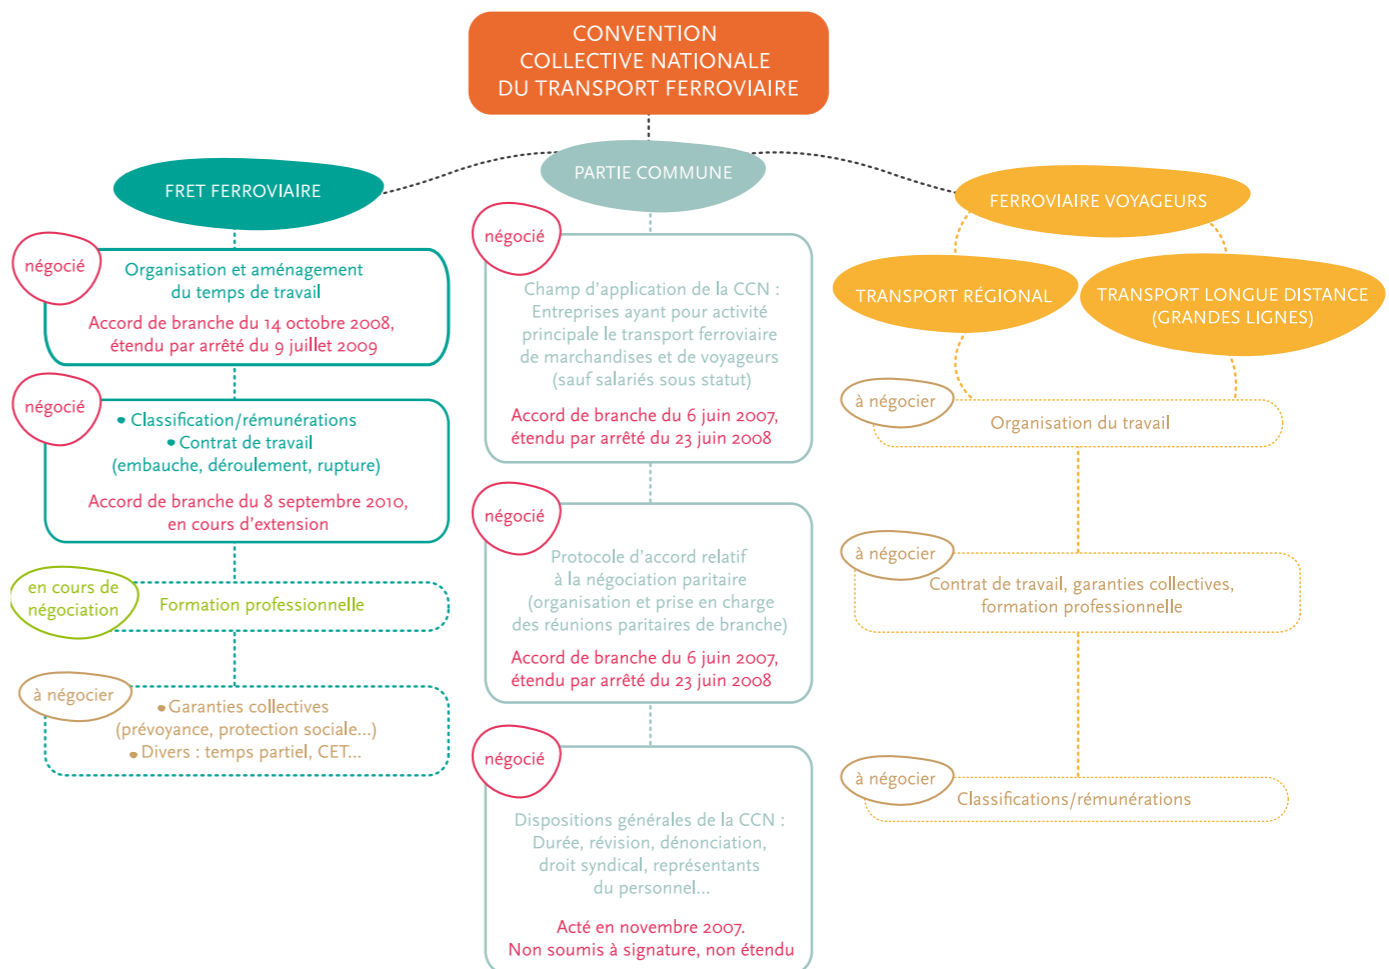 CONVENTION
COLLECTIVE NATIONALE
DU TRANSPORT FERROVIAIRE
FRET FERROVIAIRE
négocié
Organisation et aménagement
du temps de travail
Accord de branche du 14 octobre 2008,
étendu par arrêté du 9 juillet 2009
négocié
• Classification/rémunérations
• Contrat de travail
(embauche, déroulement, rupture)
Accord de branche du 8 septembre 2010,
en cours d'extension
en cours de
négociation
Formation professionnelle
à négocier
• Garanties collectives
(prévoyance, protection sociale...)
• Divers : temps partiel, CET...
PARTIE COMMUNE
négocié
Champ d'application de la CCN :
Entreprises ayant pour activité
principale le transport ferroviaire
de marchandises et de voyageurs
(sauf salariés sous statut)
Accord de branche du 6 juin 2007,
étendu par arrêté du 23 juin 2008
négocié
Protocole d'accord relatif
à la négociation paritaire
(organisation et prise en charge
des réunions paritaires de branche)
Accord de branche du 6 juin 2007,
étendu par arrêté du 23 juin 2008
négocié
Dispositions générales de la CCN :
Durée, révision, dénonciation,
droit syndical, représentants
du personnel...
Acté en novembre 2007.
Non soumis à signature, non étendu
FERROVIAIRE VOYAGEURS
TRANSPORT RÉGIONAL
TRANSPORT LONGUE DISTANCE
(GRANDES LIGNES)
à négocier
Organisation du travail
à négocier
Contrat de travail, garanties collectives,
formation professionnelle
à négocier
Classifications/rémunérations